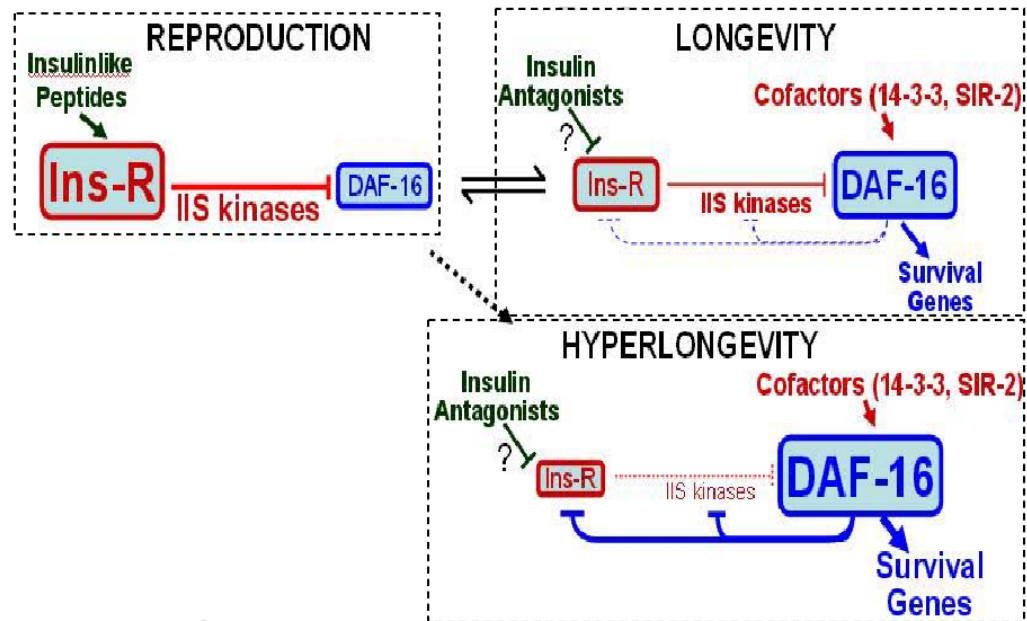 REPRODUCTION
Insulinlike
Peptides
Ins-R
IIS kinases
DAF-16
LONGEVITY
Insulin
Antagonists
?
Cofactors (14-3-3, SIR-2)
Ins-R
IIS kinases
DAF-16
Survival
Genes
HYPERLONGEVITY
Insulin
Antagonists
?
Cofactors (14-3-3, SIR-2)
Ins-R
IIS kinases
DAF-16
Survival
Genes